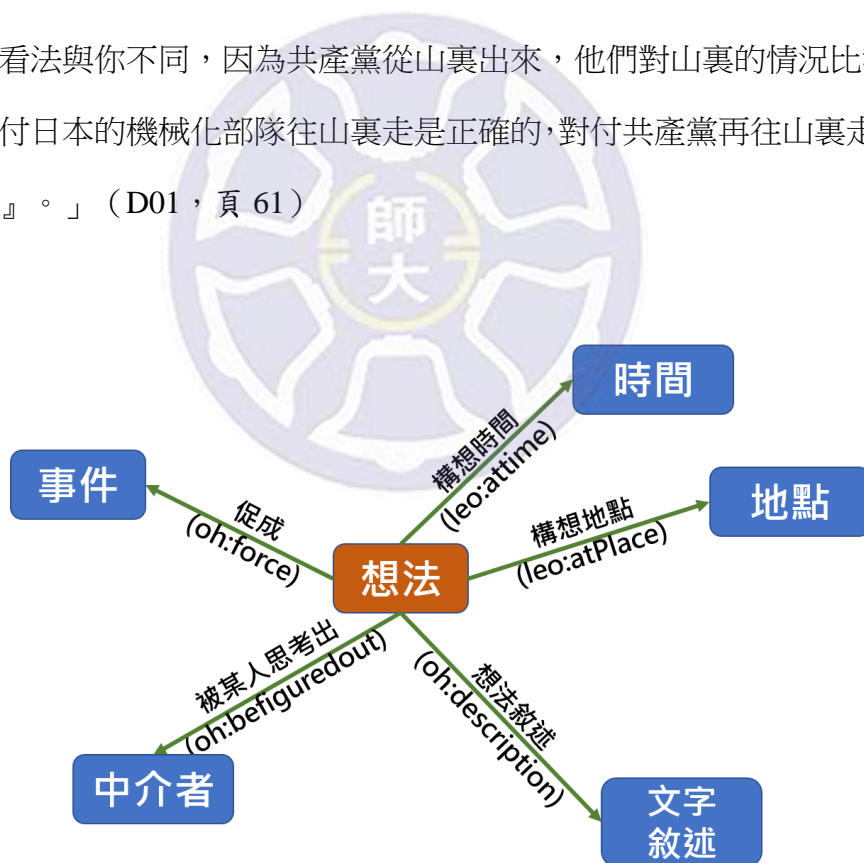 看法與你不同，因為共產黨從山裏出來，他們對山裏的情況比
付日本的機械化部隊往山裏走是正確的，對付共產黨再往山裏走
』。」（D01，頁 61）
師
大
時間
構想時間
(leo:attime)
事件
促成
(oh:force)
地點
構想地點
(leo:atPlace)
想法
被某人思考出
(oh:befiguredout)
想法敘述
(oh:description)
中介者
文字
敘述